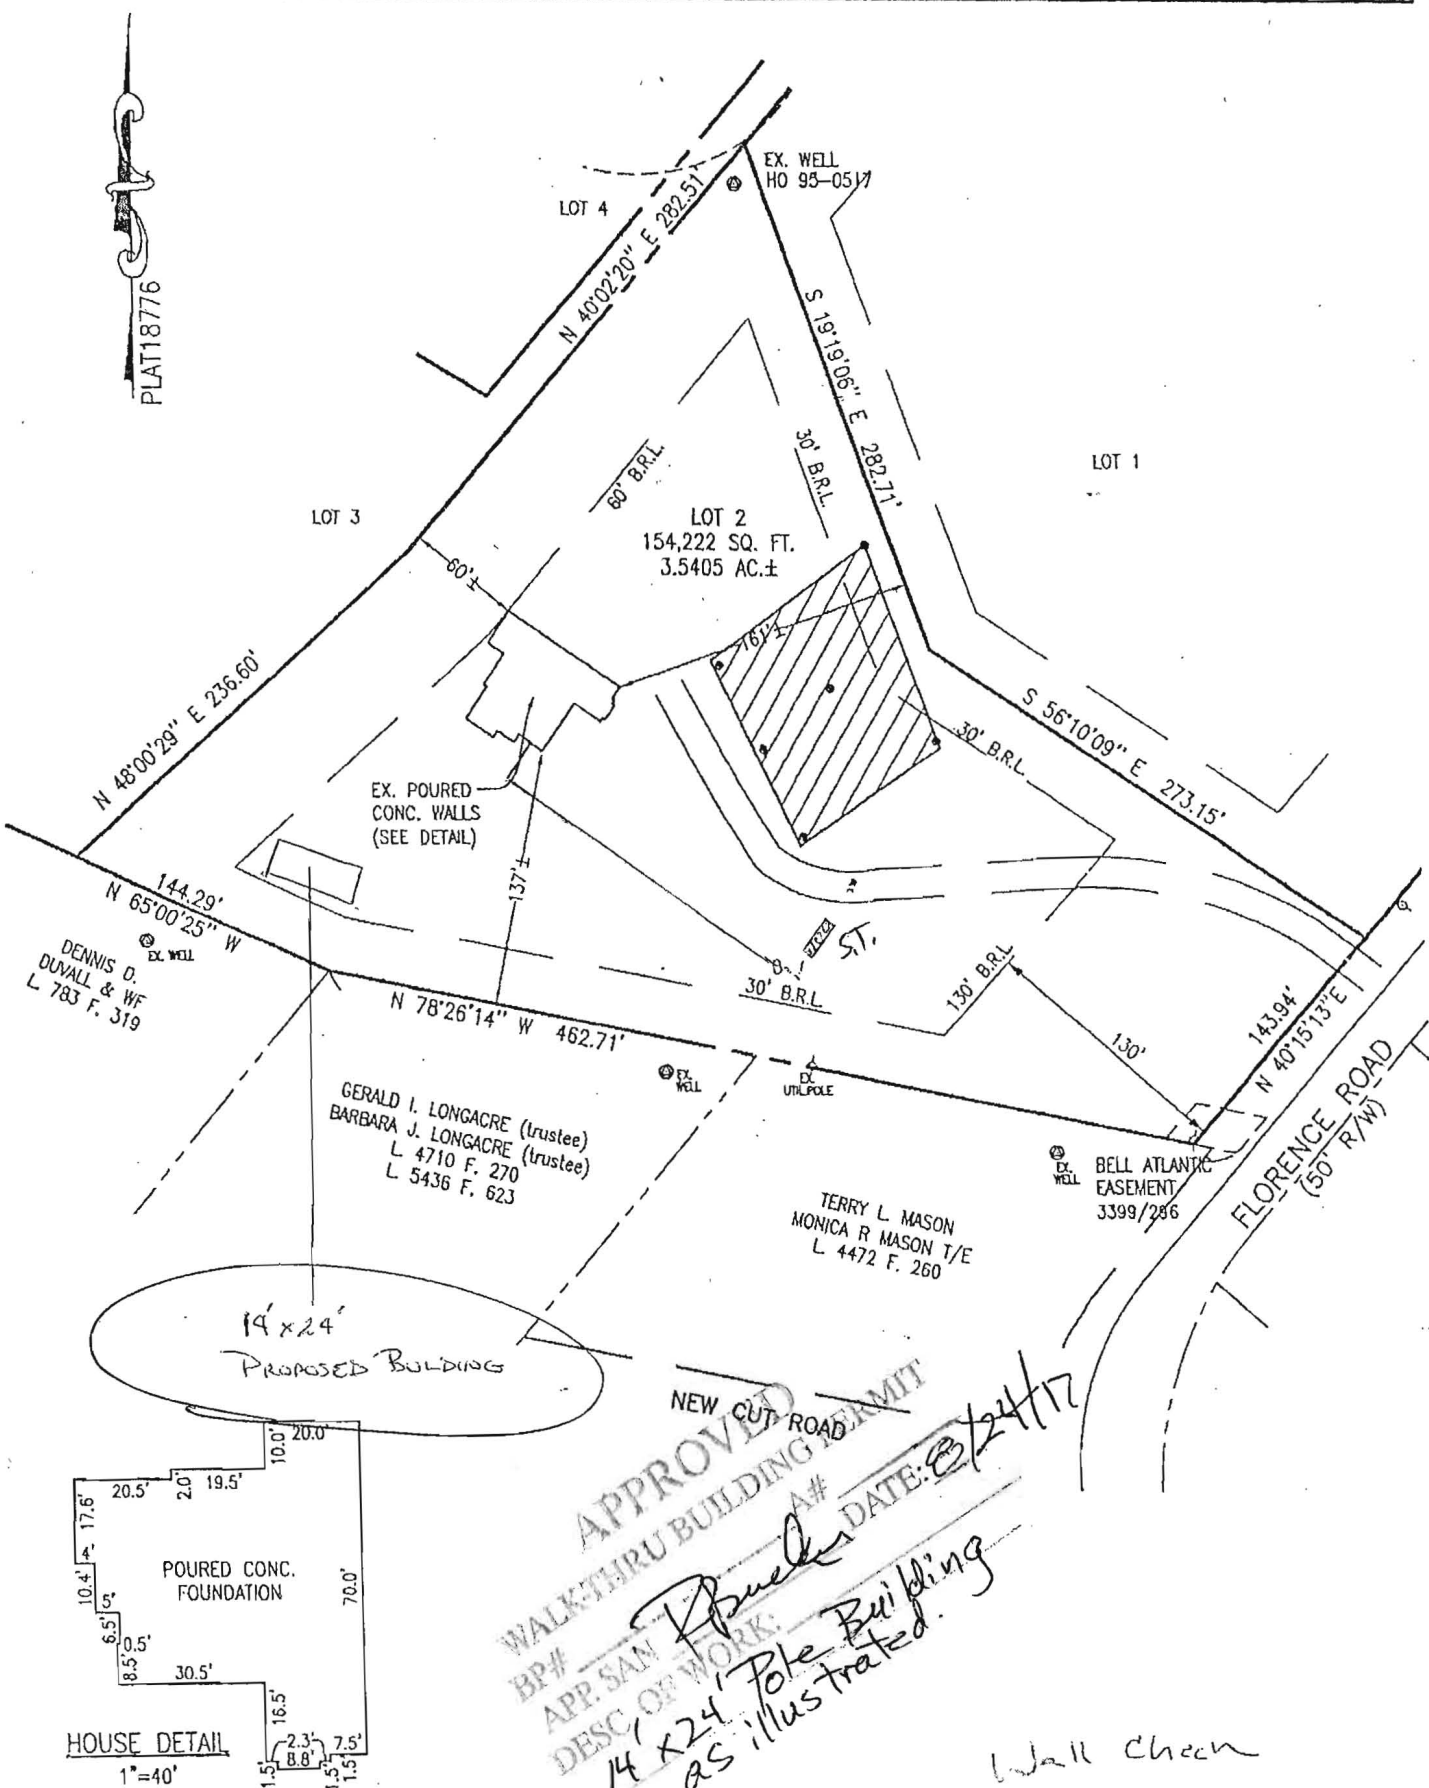 PLAT18776
EX. WELL
HO 95-0517
LOT 4
N 40°02'20" E 282.51'
S 19°19'06" E 282.71'
60' B.R.L.
30' B.R.L.
LOT 1
LOT 3
LOT 2
154,222 SQ. FT.
3.5405 AC.±
60'±
161'±
N 48°00'29" E 236.60'
S 56°10'09" E 273.15'
30' B.R.L.
EX. POURED
CONC. WALLS
(SEE DETAIL)
137'±
144.29'
N 65°00'25" W
EX. WELL
DENNIS D.
DUVALL & WF
L. 783 F. 319
S.T.
30' B.R.L.
130' B.R.L.
130'
143.94'
N 40°15'13" E
N 78°26'14" W 462.71'
EX.
WELL
EX.
UTIL.POLE
GERALD I. LONGACRE (trustee)
BARBARA J. LONGACRE (trustee)
L. 4710 F. 270
L. 5436 F. 623
EX.
WELL
BELL ATLANTIC
EASEMENT
3399/296
FLORENCE ROAD
(50' R/W)
TERRY L. MASON
MONICA R MASON T/E
L. 4472 F. 260
14' x 24'
PROPOSED BUILDING
NEW CUT ROAD
APPROVED
WALK-THRU BUILDING PERMIT
BP# A#
APP. SAN DATE: 8/24/17
DESC. OF WORK:
14' x 24' Pole Building
as illustrated.
20.0'
10.0'
19.5'
2.0'
20.5'
17.6'
4'
10.4'
5'
6.5'
0.5'
8.5'
30.5'
16.5'
70.0'
2.3'
7.5'
8.8'
1.5'
1.5'
1.5'
POURED CONC.
FOUNDATION
HOUSE DETAIL
1"=40'
Wall Check